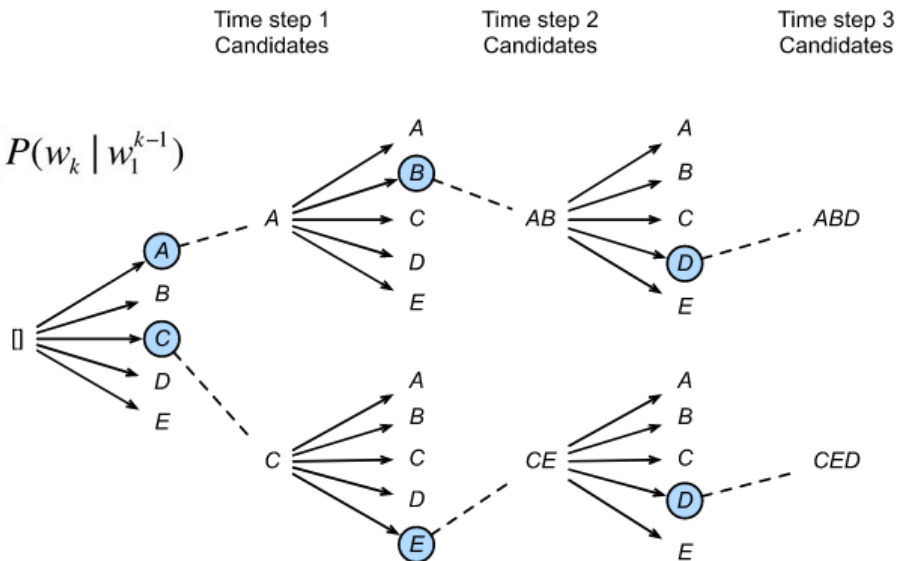 Time step 1
Candidates
Time step 2
Candidates
Time step 3
Candidates
P(w_k | w_1^{k-1})
[]
A
B
C
D
E
A
A
B
C
D
E
AB
A
B
C
D
E
ABD
C
A
B
C
D
E
CE
A
B
C
D
E
CED